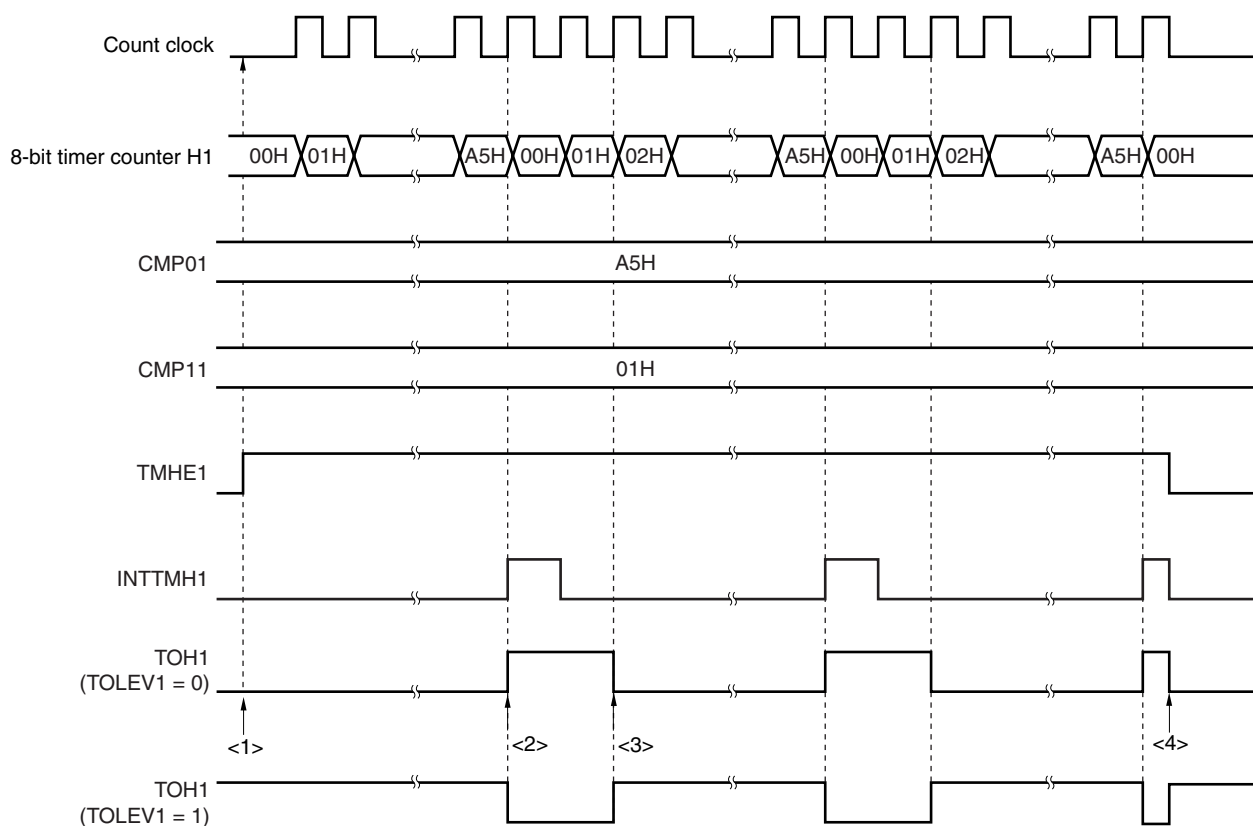 Count clock
8-bit timer counter H1 00H 01H A5H 00H 01H 02H A5H 00H 01H 02H A5H 00H
CMP01 A5H
CMP11 01H
TMHE1
INTTMH1
TOH1
(TOLEV1 = 0)
<1> <2> <3> <4>
TOH1
(TOLEV1 = 1)